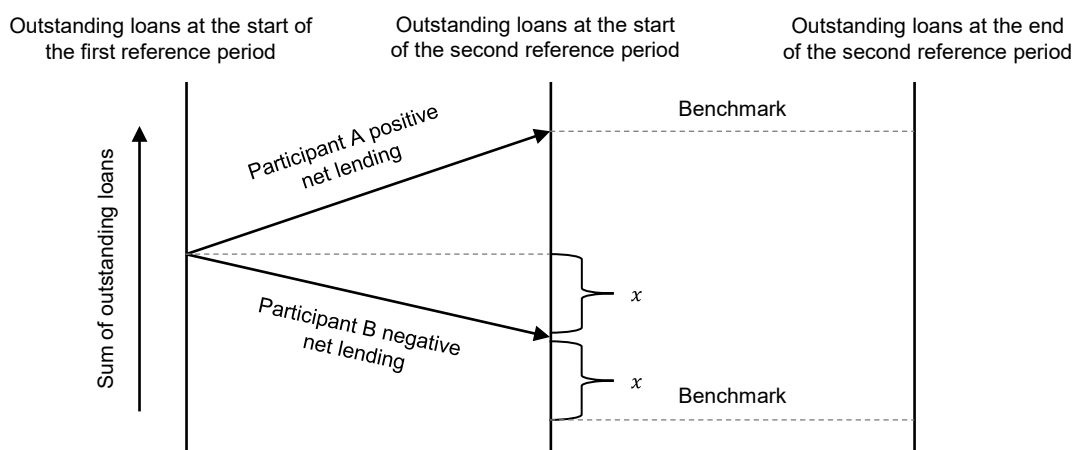 Outstanding loans at the start of
the first reference period
Outstanding loans at the start
of the second reference period
Outstanding loans at the end
of the second reference period
Sum of outstanding loans
Participant A positive
net lending
Benchmark
x
Participant B negative
net lending
x
Benchmark